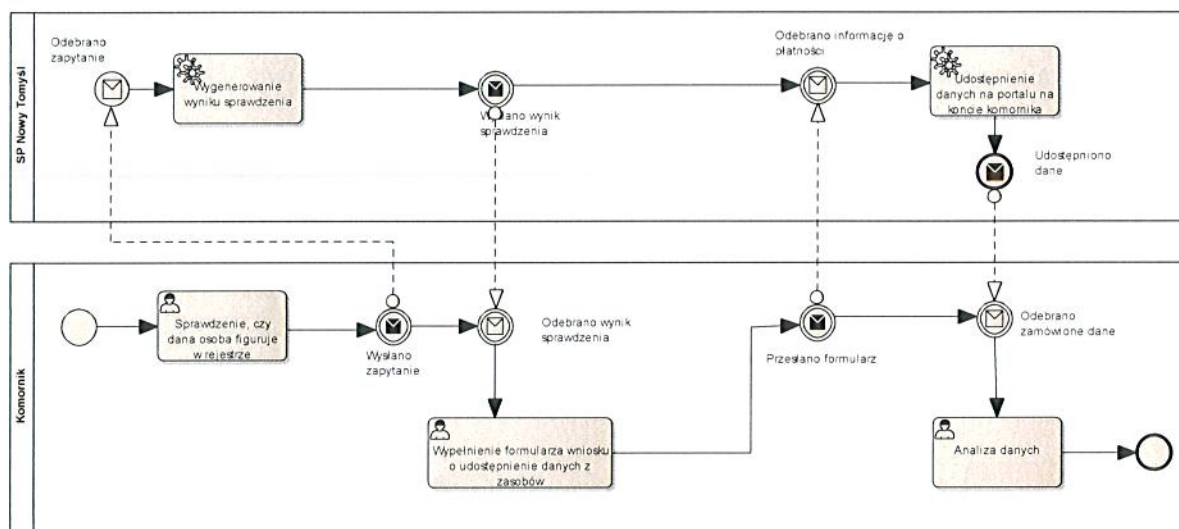 SP Nowy Tomyśl
Odebrano
zapytanie
Wygenerowanie
wyniku sprawdzenia
Wysłano wynik
sprawdzenia
Odebrano informację o
płatności
Udostępnienie
danych na portalu na
koncie komornika
Udostępniono
dane
Komornik
Sprawdzenie, czy
dana osoba figuruje
w rejestrze
Wysłano
zapytanie
Odebrano wynik
sprawdzenia
Wypełnienie formularza wniosku
o udostępnienie danych z
zasobów
Przesłano formularz
Odebrano
zamówione dane
Analiza danych